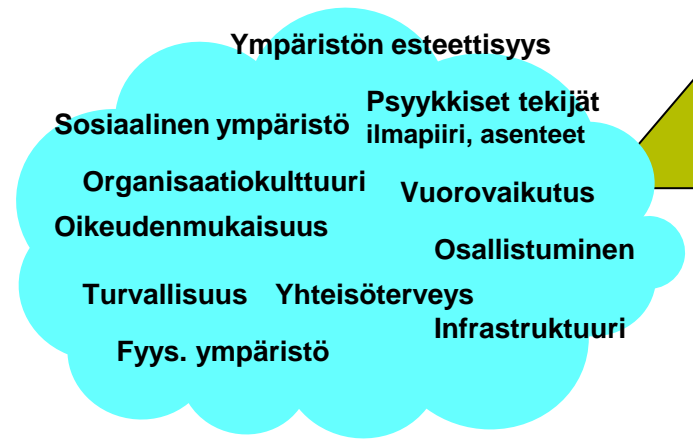 Ympäristön esteettisyys
Psyykkiset tekijät
Sosiaalinen ympäristö
ilmapiiri, asenteet
Organisaatiokulttuuri
Vuorovaikutus
Oikeudenmukaisuus
Osallistuminen
Turvallisuus
Yhteisöterveys
Infrastruktuuri
Fyys. ympäristö